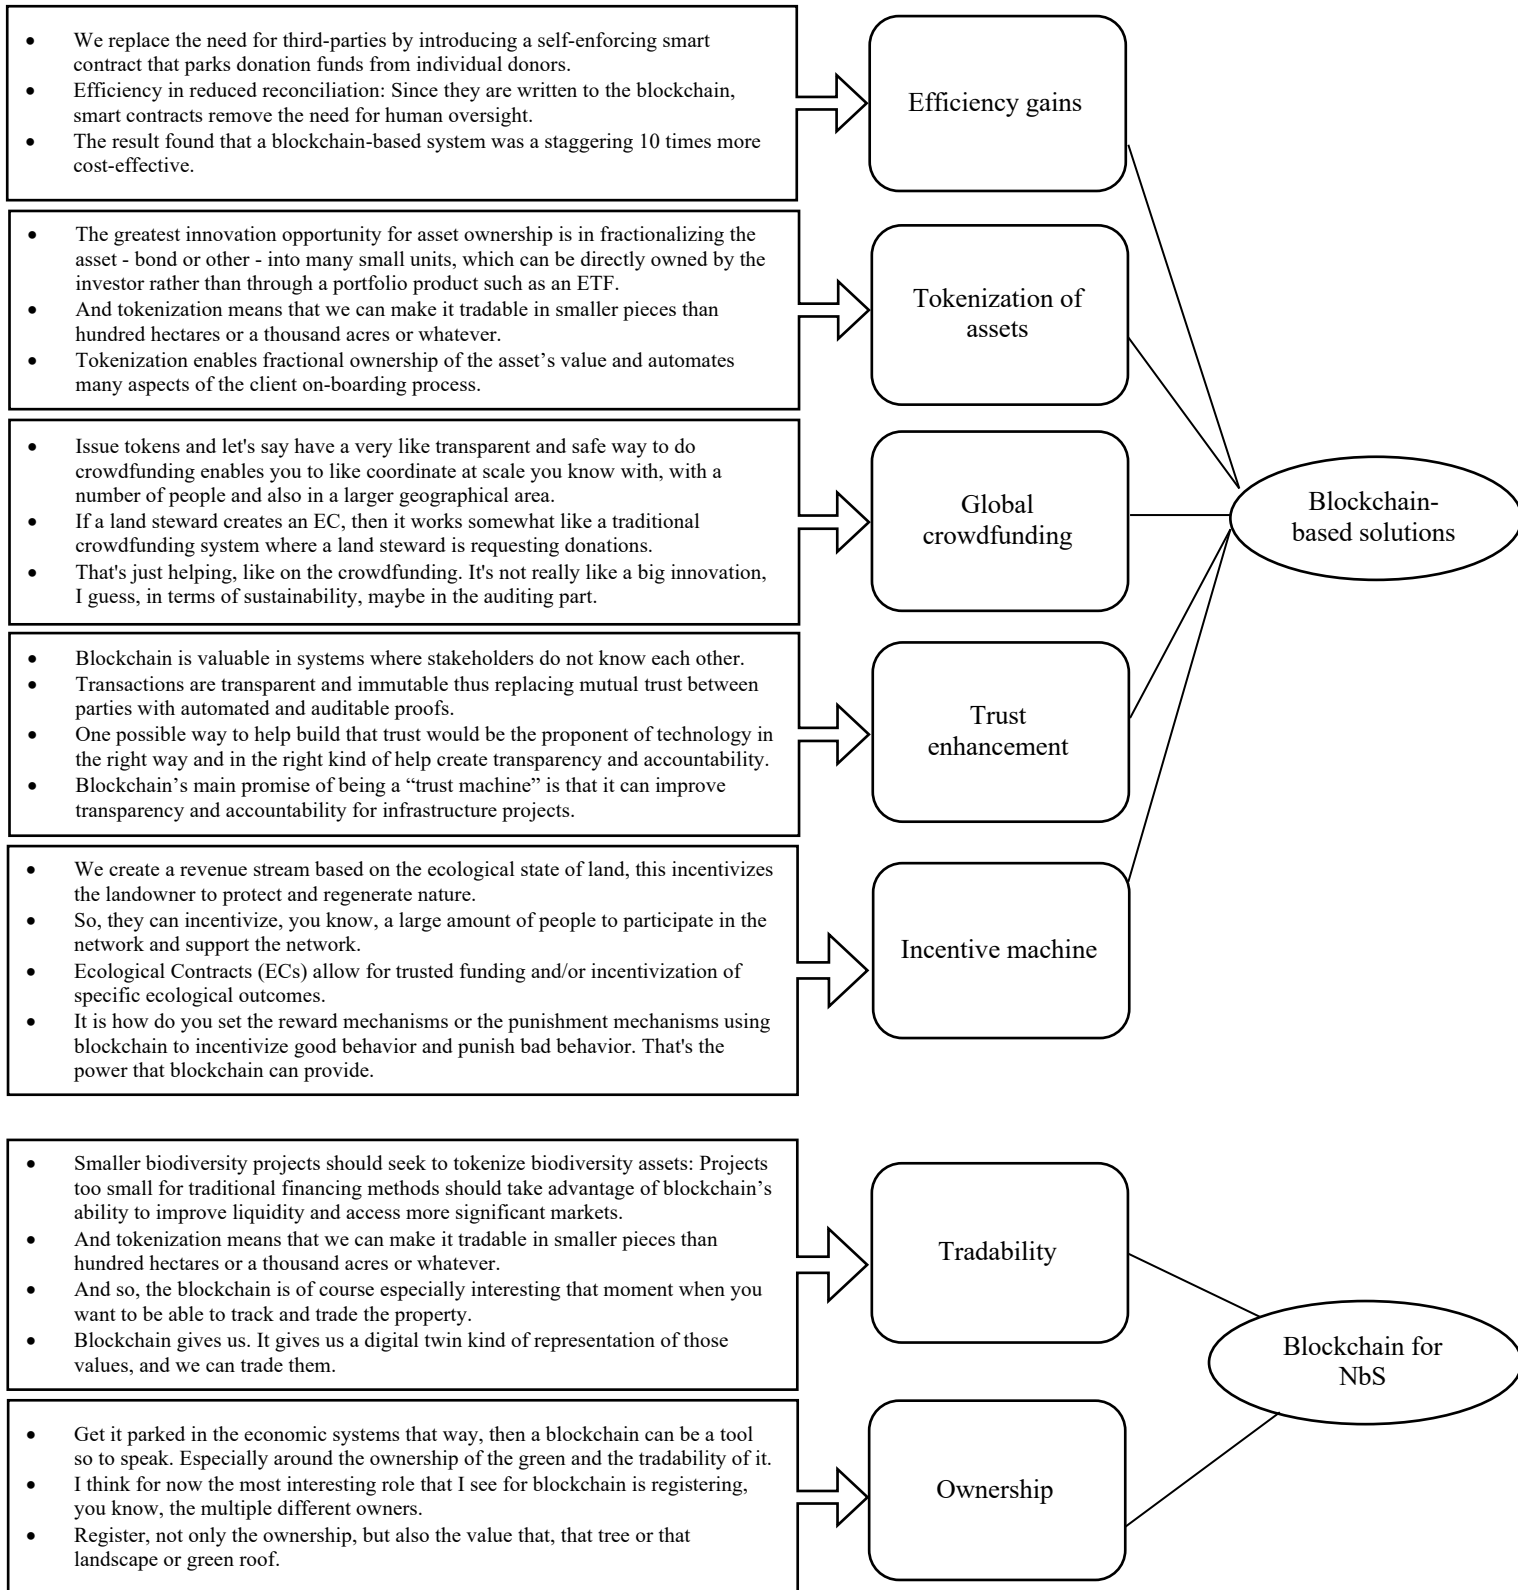 • We replace the need for third-parties by introducing a self-enforcing smart
contract that parks donation funds from individual donors.
• Efficiency in reduced reconciliation: Since they are written to the blockchain,
smart contracts remove the need for human oversight.
• The result found that a blockchain-based system was a staggering 10 times more
cost-effective.
Efficiency gains
• The greatest innovation opportunity for asset ownership is in fractionalizing the
asset - bond or other - into many small units, which can be directly owned by the
investor rather than through a portfolio product such as an ETF.
• And tokenization means that we can make it tradable in smaller pieces than
hundred hectares or a thousand acres or whatever.
• Tokenization enables fractional ownership of the asset’s value and automates
many aspects of the client on-boarding process.
Tokenization of
assets
• Issue tokens and let's say have a very like transparent and safe way to do
crowdfunding enables you to like coordinate at scale you know with, with a
number of people and also in a larger geographical area.
• If a land steward creates an EC, then it works somewhat like a traditional
crowdfunding system where a land steward is requesting donations.
• That's just helping, like on the crowdfunding. It's not really like a big innovation,
I guess, in terms of sustainability, maybe in the auditing part.
Global
crowdfunding
Blockchain-
based solutions
• Blockchain is valuable in systems where stakeholders do not know each other.
• Transactions are transparent and immutable thus replacing mutual trust between
parties with automated and auditable proofs.
• One possible way to help build that trust would be the proponent of technology in
the right way and in the right kind of help create transparency and accountability.
• Blockchain’s main promise of being a “trust machine” is that it can improve
transparency and accountability for infrastructure projects.
Trust
enhancement
• We create a revenue stream based on the ecological state of land, this incentivizes
the landowner to protect and regenerate nature.
• So, they can incentivize, you know, a large amount of people to participate in the
network and support the network.
• Ecological Contracts (ECs) allow for trusted funding and/or incentivization of
specific ecological outcomes.
• It is how do you set the reward mechanisms or the punishment mechanisms using
blockchain to incentivize good behavior and punish bad behavior. That's the
power that blockchain can provide.
Incentive machine
• Smaller biodiversity projects should seek to tokenize biodiversity assets: Projects
too small for traditional financing methods should take advantage of blockchain’s
ability to improve liquidity and access more significant markets.
• And tokenization means that we can make it tradable in smaller pieces than
hundred hectares or a thousand acres or whatever.
• And so, the blockchain is of course especially interesting that moment when you
want to be able to track and trade the property.
• Blockchain gives us. It gives us a digital twin kind of representation of those
values, and we can trade them.
Tradability
Blockchain for
NbS
• Get it parked in the economic systems that way, then a blockchain can be a tool
so to speak. Especially around the ownership of the green and the tradability of it.
• I think for now the most interesting role that I see for blockchain is registering,
you know, the multiple different owners.
• Register, not only the ownership, but also the value that, that tree or that
landscape or green roof.
Ownership